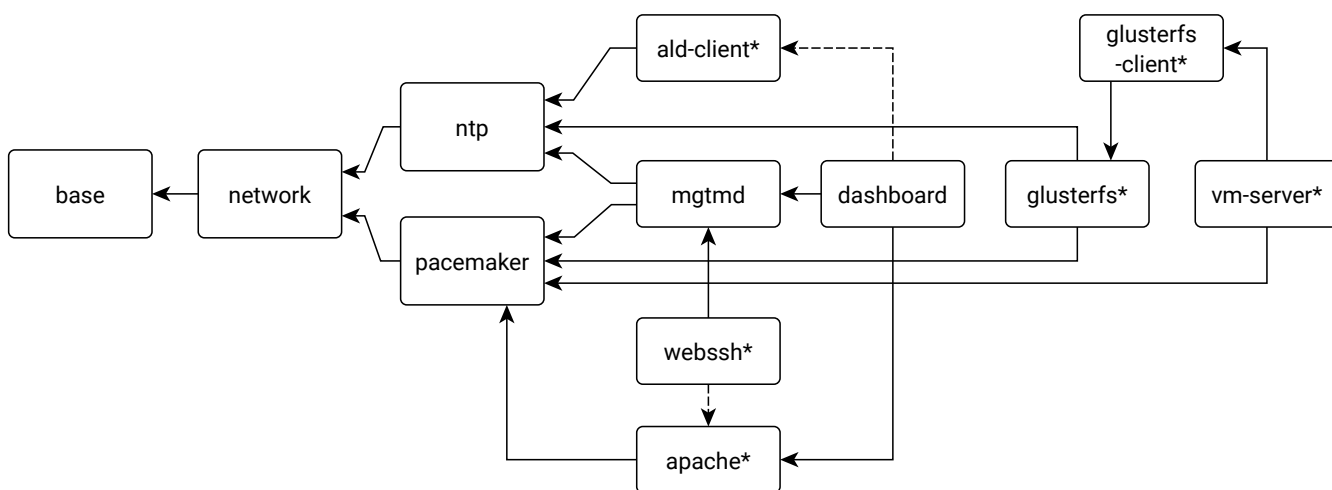 ald-client*
glusterfs
-client*
ntp
base
network
mgtmd
dashboard
glusterfs*
vm-server*
pacemaker
webssh*
apache*